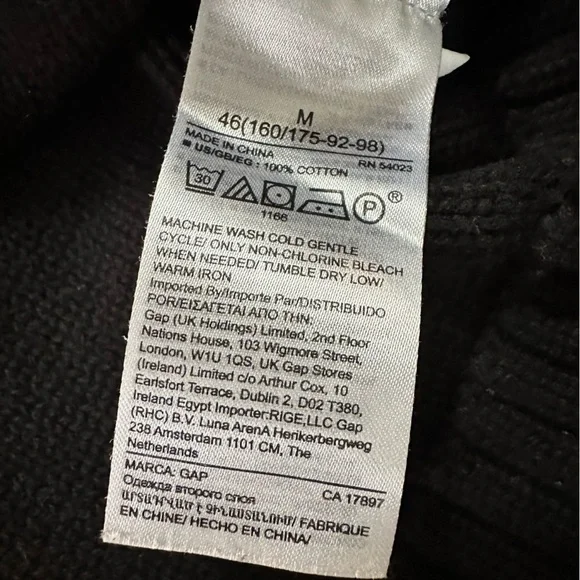 M
46(160/175-92-98)
MADE IN CHINA RN 54023
■ US/GB/EG : 100% COTTON
30 P ®
1166
MACHINE WASH COLD GENTLE
CYCLE/ ONLY NON-CHLORINE BLEACH
WHEN NEEDED/ TUMBLE DRY LOW/
WARM IRON
Imported By/Importe Par/DISTRIBUIDO
POR/ΕΙΣΑΓΕΤΑΙ ΑΠΟ ΤΗΝ:
Gap (UK Holdings) Limited, 2nd Floor
Nations House, 103 Wigmore Street,
London, W1U 1QS, UK Gap Stores
(Ireland) Limited c/o Arthur Cox, 10
Earlsfort Terrace, Dublin 2, D02 T380,
Ireland Egypt Importer:RIGE,LLC Gap
(RHC) B.V. Luna ArenA Herikerbergweg
238 Amsterdam 1101 CM, The
Netherlands
MARCA: GAP CA 17897
Одежда второго слоя
ԱՐՏԱԴՐՎԱԾ Է ՉԻՆԱՍՏԱՆՈՒՄ/ FABRIQUE
EN CHINE/ HECHO EN CHINA/